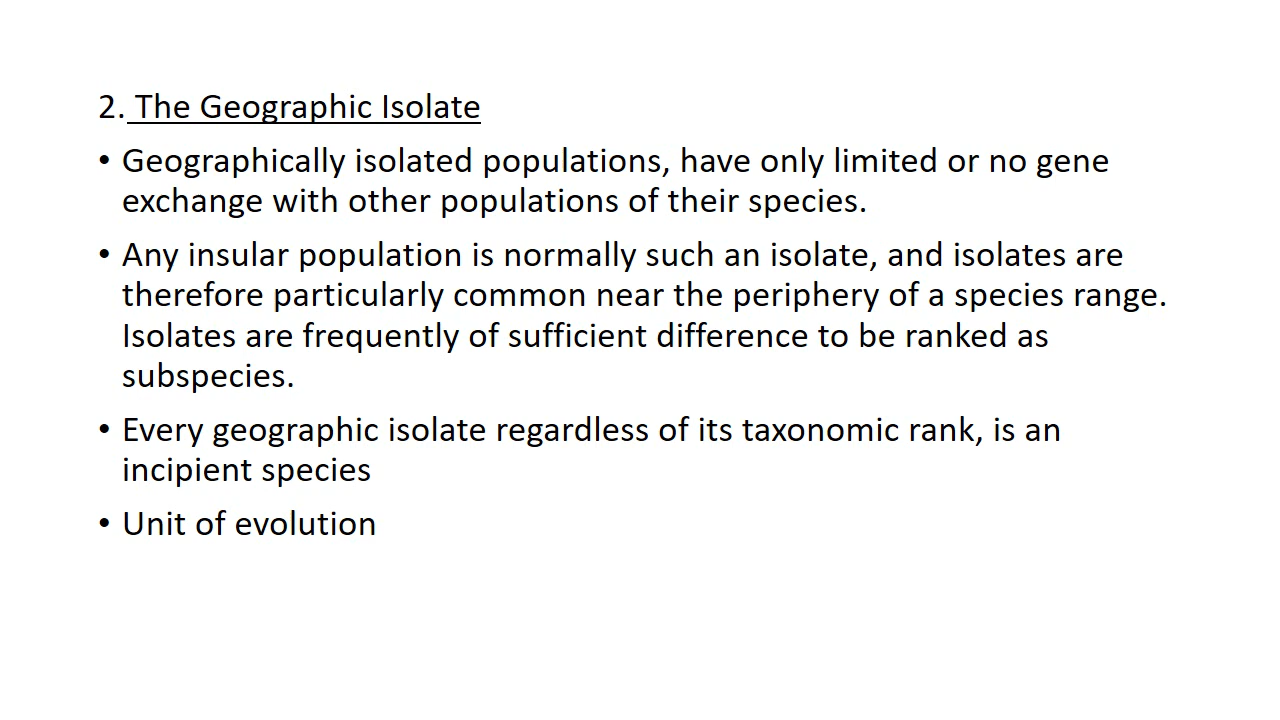 2. The Geographic Isolate
• Geographically isolated populations, have only limited or no gene
exchange with other populations of their species.
• Any insular population is normally such an isolate, and isolates are
therefore particularly common near the periphery of a species range.
Isolates are frequently of sufficient difference to be ranked as
subspecies.
• Every geographic isolate regardless of its taxonomic rank, is an
incipient species
• Unit of evolution